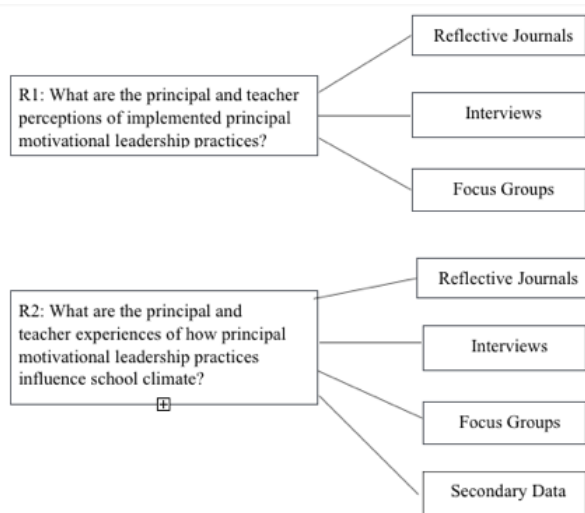 Reflective Journals
R1: What are the principal and teacher
perceptions of implemented principal
motivational leadership practices?
Interviews
Focus Groups
Reflective Journals
R2: What are the principal and
teacher experiences of how principal
motivational leadership practices
influence school climate?
Interviews
Focus Groups
Secondary Data